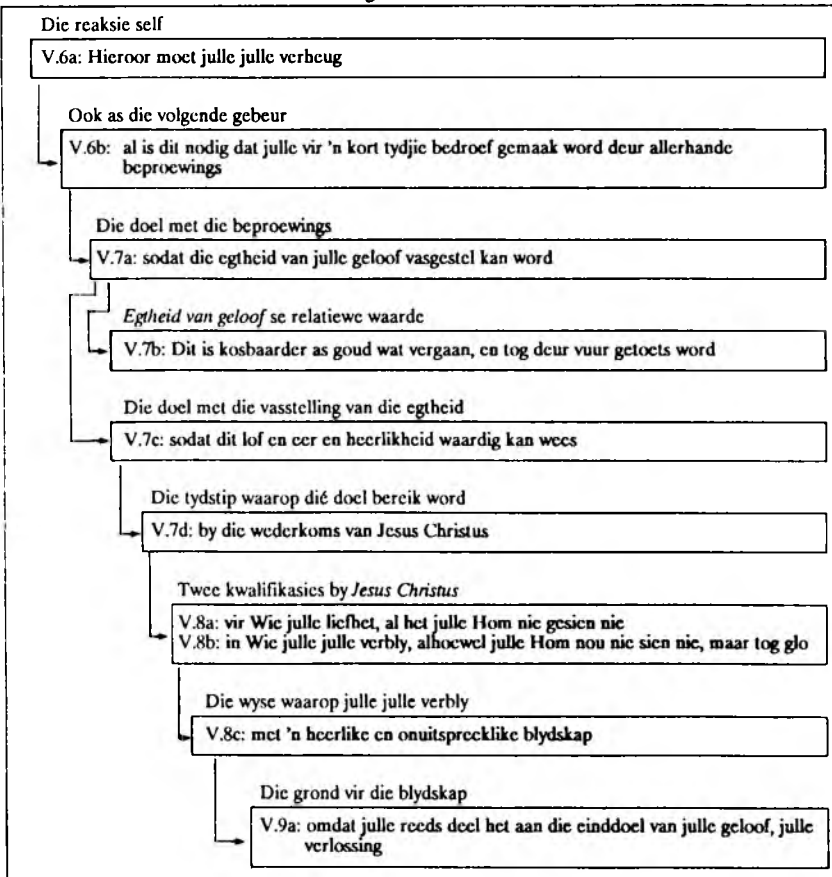 Die reaksie self
V.6a: Hieroor moet julle julle verheug
Ook as die volgende gebeur
V.6b: al is dit nodig dat julle vir 'n kort tydjie bedroef gemaak word deur allerhande
beproewings
Die doel met die beproewings
V.7a: sodat die egtheid van julle geloof vasgestel kan word
Egtheid van geloof se relatiewe waarde
V.7b: Dit is kosbaarder as goud wat vergaan, en tog deur vuur getoets word
Die doel met die vasstelling van die egtheid
V.7c: sodat dit lof en eer en heerlikheid waardig kan wees
Die tydstip waarop dié doel bereik word
V.7d: by die wederkoms van Jesus Christus
Twee kwalifikasies by Jesus Christus
V.8a: vir Wie julle liefhet, al het julle Hom nie gesien nie
V.8b: in Wie julle julle verbly, alhoewel julle Hom nou nie sien nie, maar tog glo
Die wyse waarop julle julle verbly
V.8c: met 'n heerlike en onuitspreeklike blydskap
Die grond vir die blydskap
V.9a: omdat julle reeds deel het aan die einddoel van julle geloof, julle
verlossing